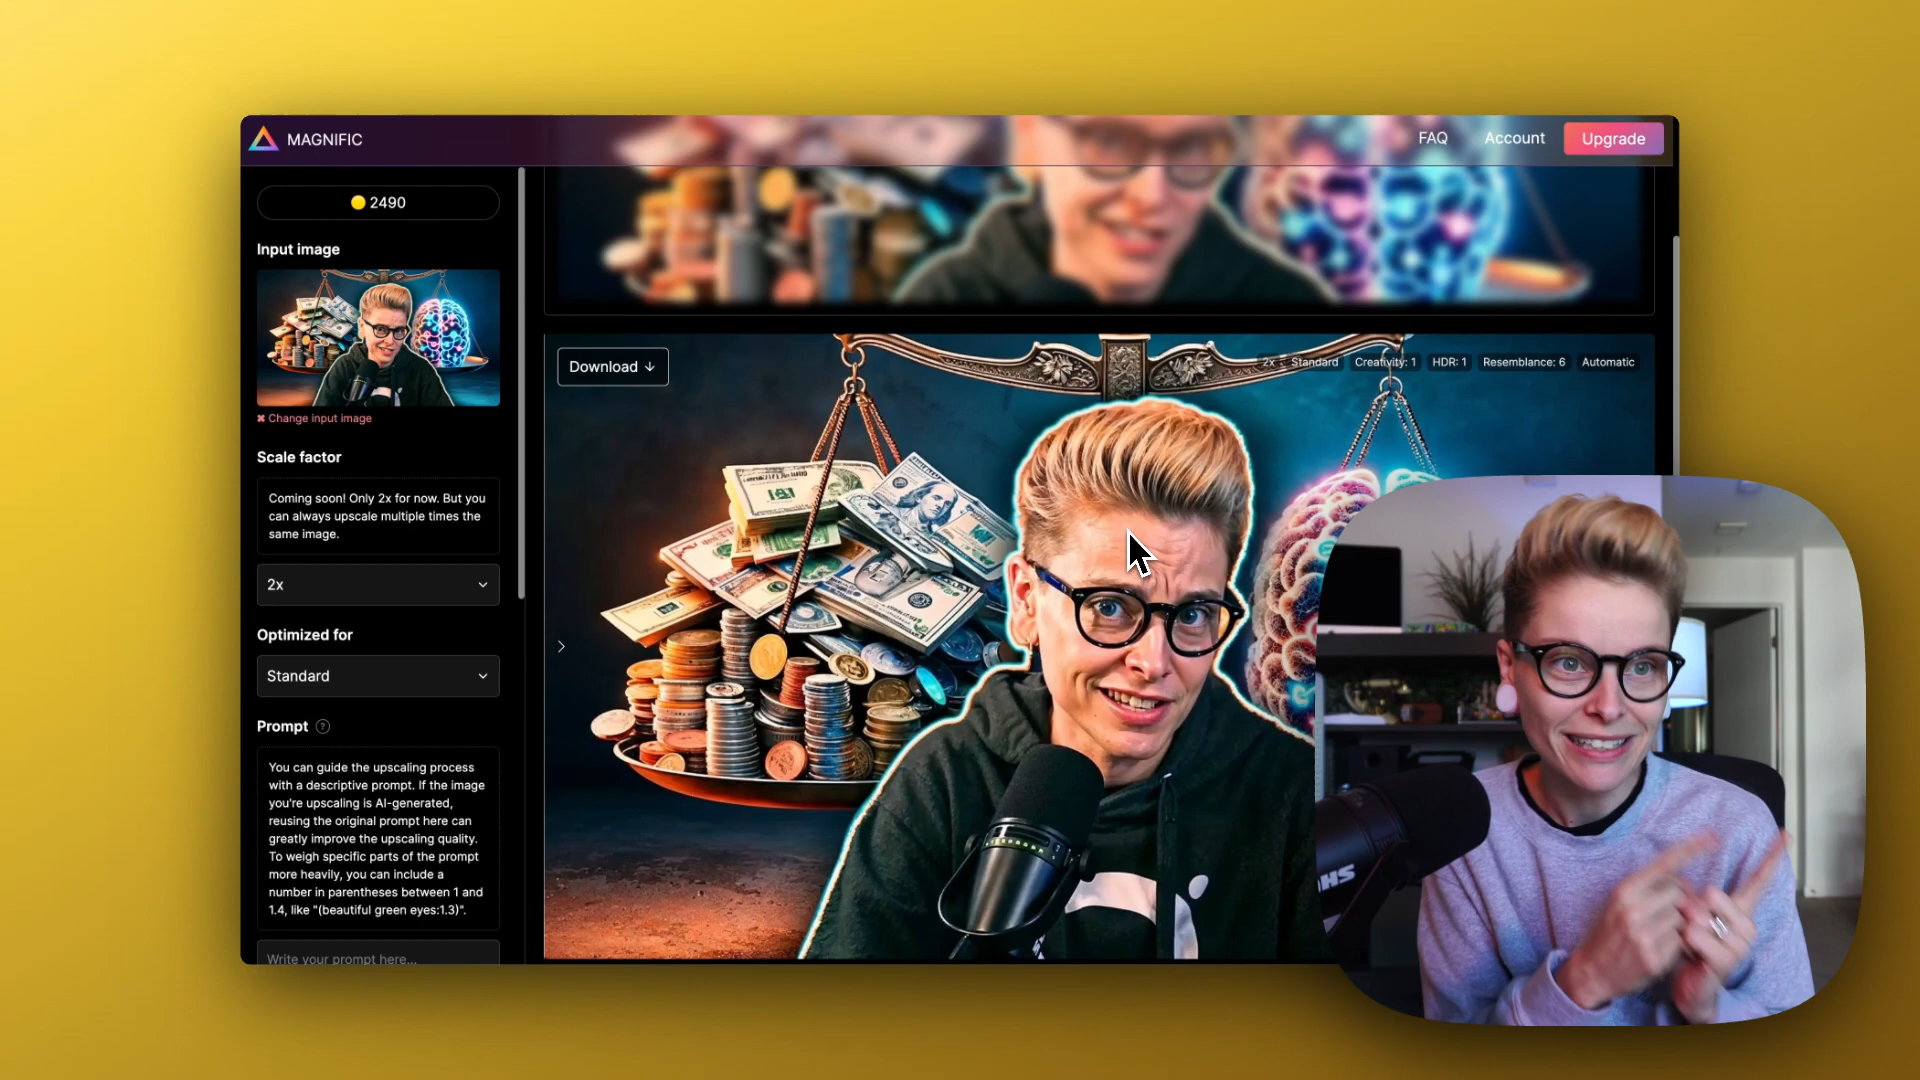 MAGNIFIC
FAQ
Account
Upgrade
2490
Input image
✖ Change input image
Scale factor
Coming soon! Only 2x for now. But you
can always upscale multiple times the
same image.
2x
Optimized for
Standard
Prompt ?
You can guide the upscaling process
with a descriptive prompt. If the image
you're upscaling is AI-generated,
reusing the original prompt here can
greatly improve the upscaling quality.
To weigh specific parts of the prompt
more heavily, you can include a
number in parentheses between 1 and
1.4, like "(beautiful green eyes:1.3)".
Write your prompt here...
Download ↓
2x
Standard
Creativity: 1
HDR: 1
Resemblance: 6
Automatic